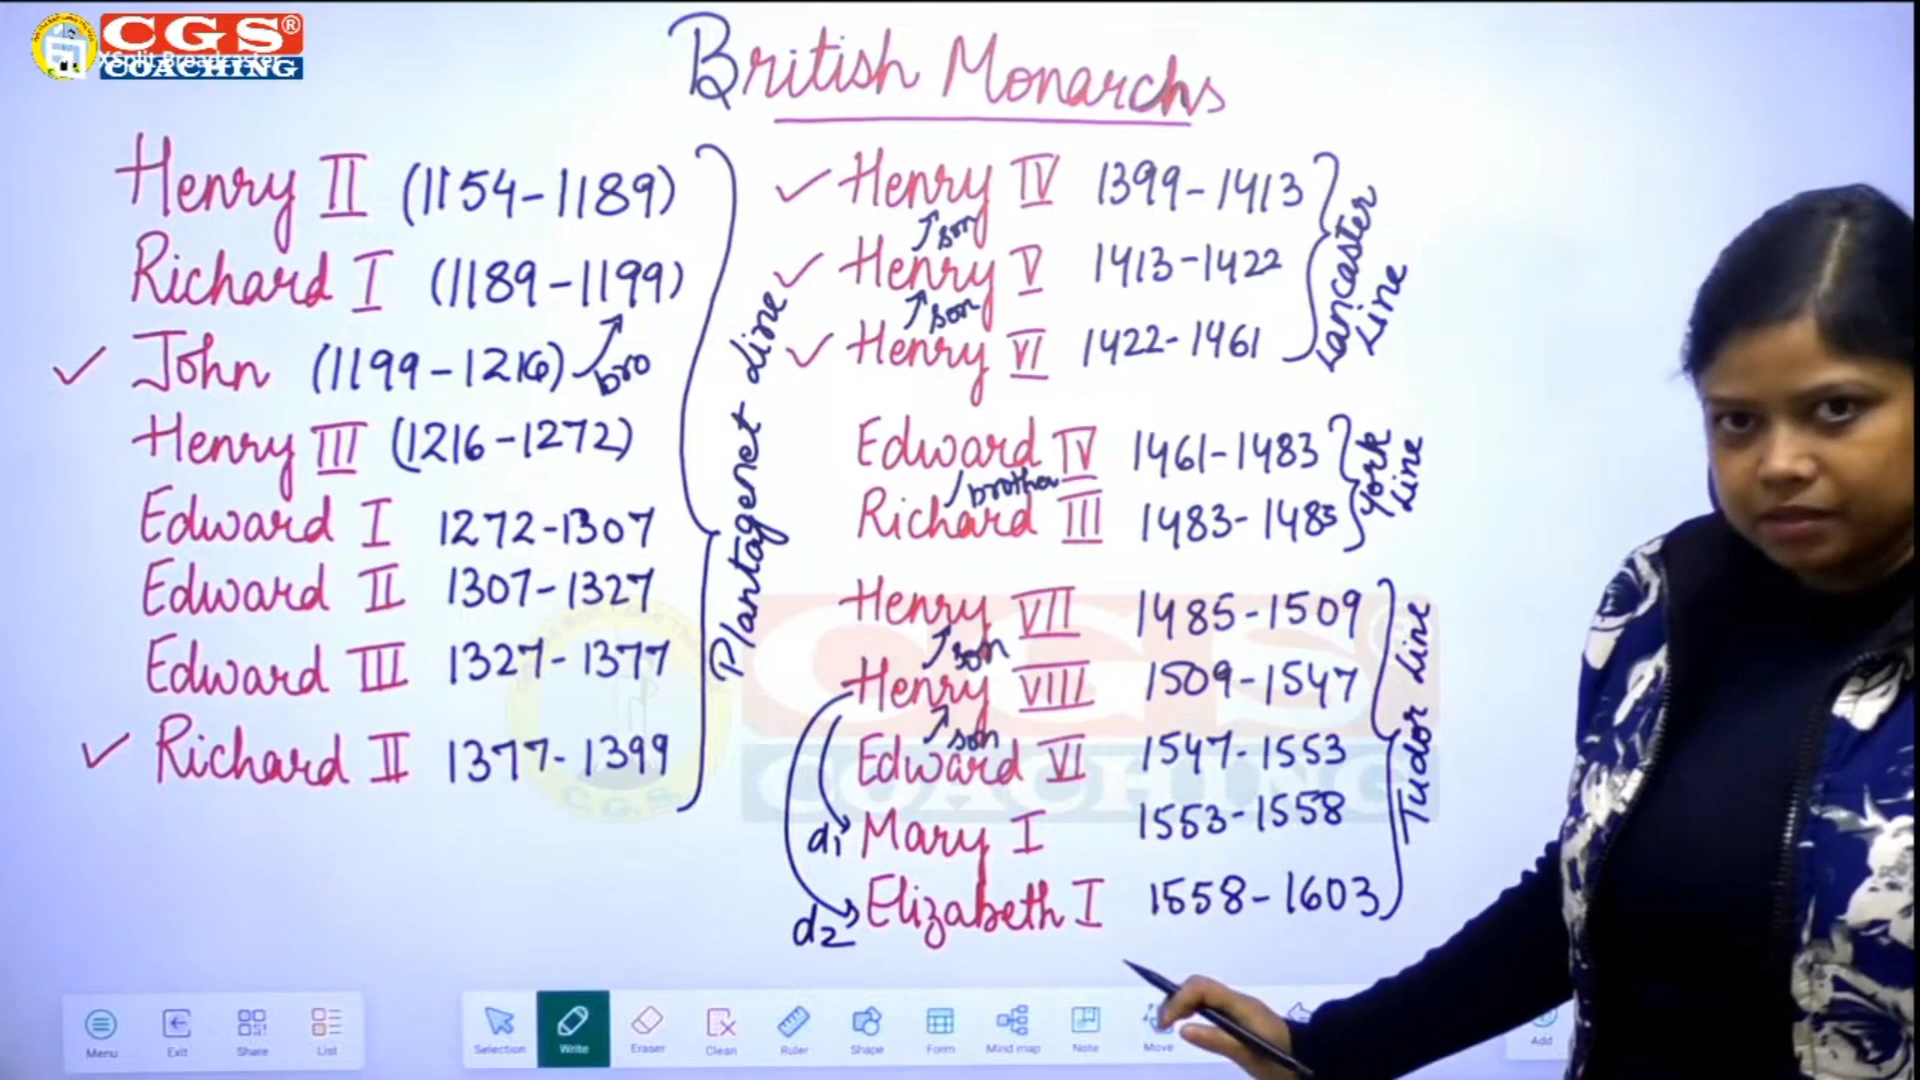 CGS®
COACHING
XSplit Broadcaster
British Monarchs
Henry II (1154-1189)
Richard I (1189-1199)
John (1199-1216) bro
Henry III (1216-1272)
Edward I 1272-1307
Edward II 1307-1327
Edward III 1327-1377
Richard II 1377-1399
Plantagenet Line
Henry IV 1399-1413
son
Henry V 1413-1422
son
Henry VI 1422-1461
Lancaster
Line
Edward IV 1461-1483
brother
Richard III 1483-1485
York
Line
Henry VII 1485-1509
son
Henry VIII 1509-1547
son
Edward VI 1547-1553
d1 Mary I 1553-1558
d2 Elizabeth I 1558-1603
Tudor Line
CGS®
COACHING
C.G.S.
Menu Exit Share List Selection Write Eraser Clean Ruler Shape Form Mind map Note Move Add